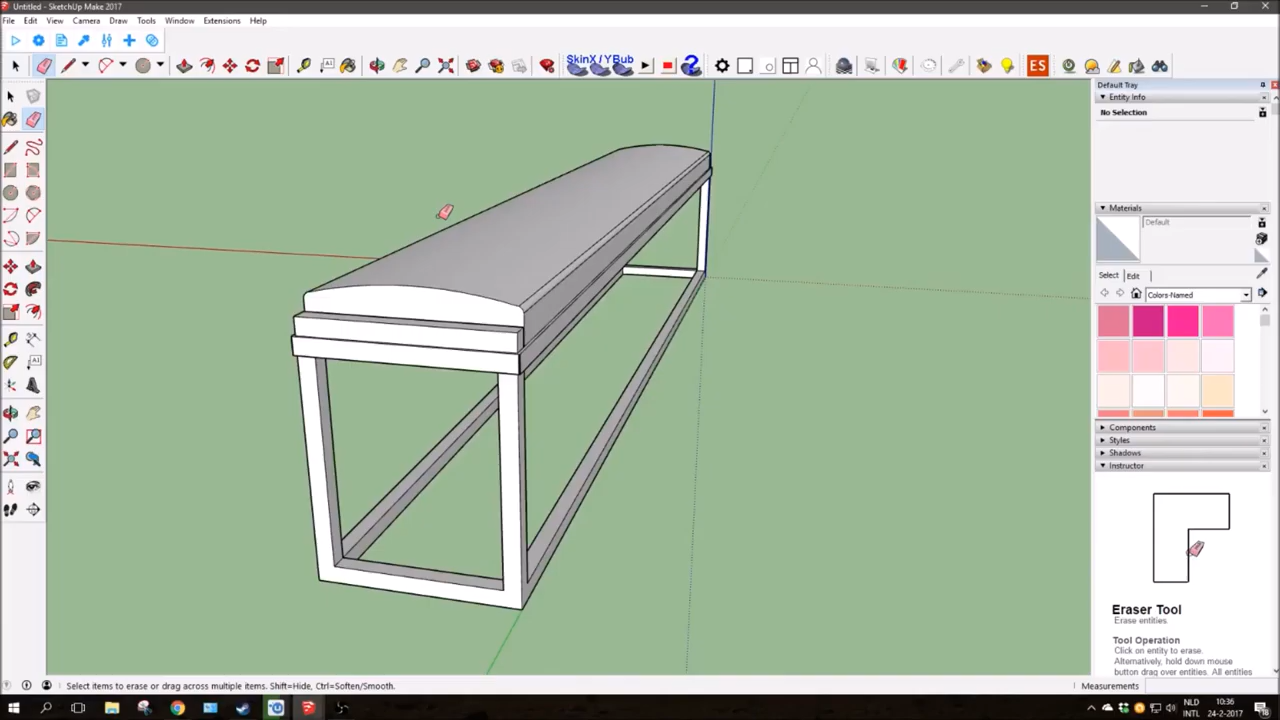 Untitled - SketchUp Make 2017
File Edit View Camera Draw Tools Window Extensions Help
SkinX / YBub
ES
Default Tray
Entity Info
No Selection
Materials
Default
Select Edit
Colors-Named
Components
Styles
Shadows
Instructor
Eraser Tool
Erase entities.
Tool Operation
Click on entity to erase.
Alternatively, hold down mouse
button drag over entities. All entities
Select items to erase or drag across multiple items. Shift=Hide, Ctrl=Soften/Smooth.
Measurements
NLD
INTL
10:36
24-2-2017